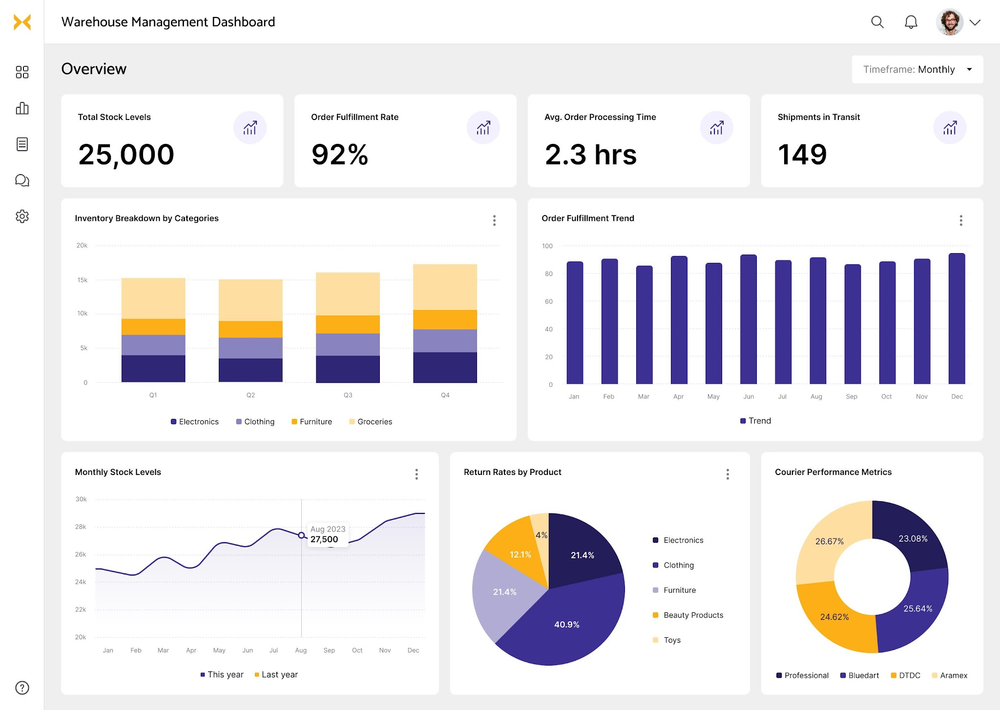 Warehouse Management Dashboard
Overview
Timeframe: Monthly
Total Stock Levels
25,000
Order Fulfillment Rate
92%
Avg. Order Processing Time
2.3 hrs
Shipments in Transit
149
Inventory Breakdown by Categories
20k
15k
10k
5k
0
Q1 Q2 Q3 Q4
Electronics Clothing Furniture Groceries
Order Fulfillment Trend
100
80
60
40
20
0
Jan Feb Mar Apr May Jun Jul Aug Sep Oct Nov Dec
Trend
Monthly Stock Levels
30k
28k
26k
24k
22k
20k
Aug 2023
27,500
Jan Feb Mar Apr May Jun Jul Aug Sep Oct Nov Dec
This year Last year
Return Rates by Product
4%
12.1%
21.4%
21.4%
40.9%
Electronics
Clothing
Furniture
Beauty Products
Toys
Courier Performance Metrics
26.67%
23.08%
24.62%
25.64%
Professional Bluedart DTDC Aramex
?